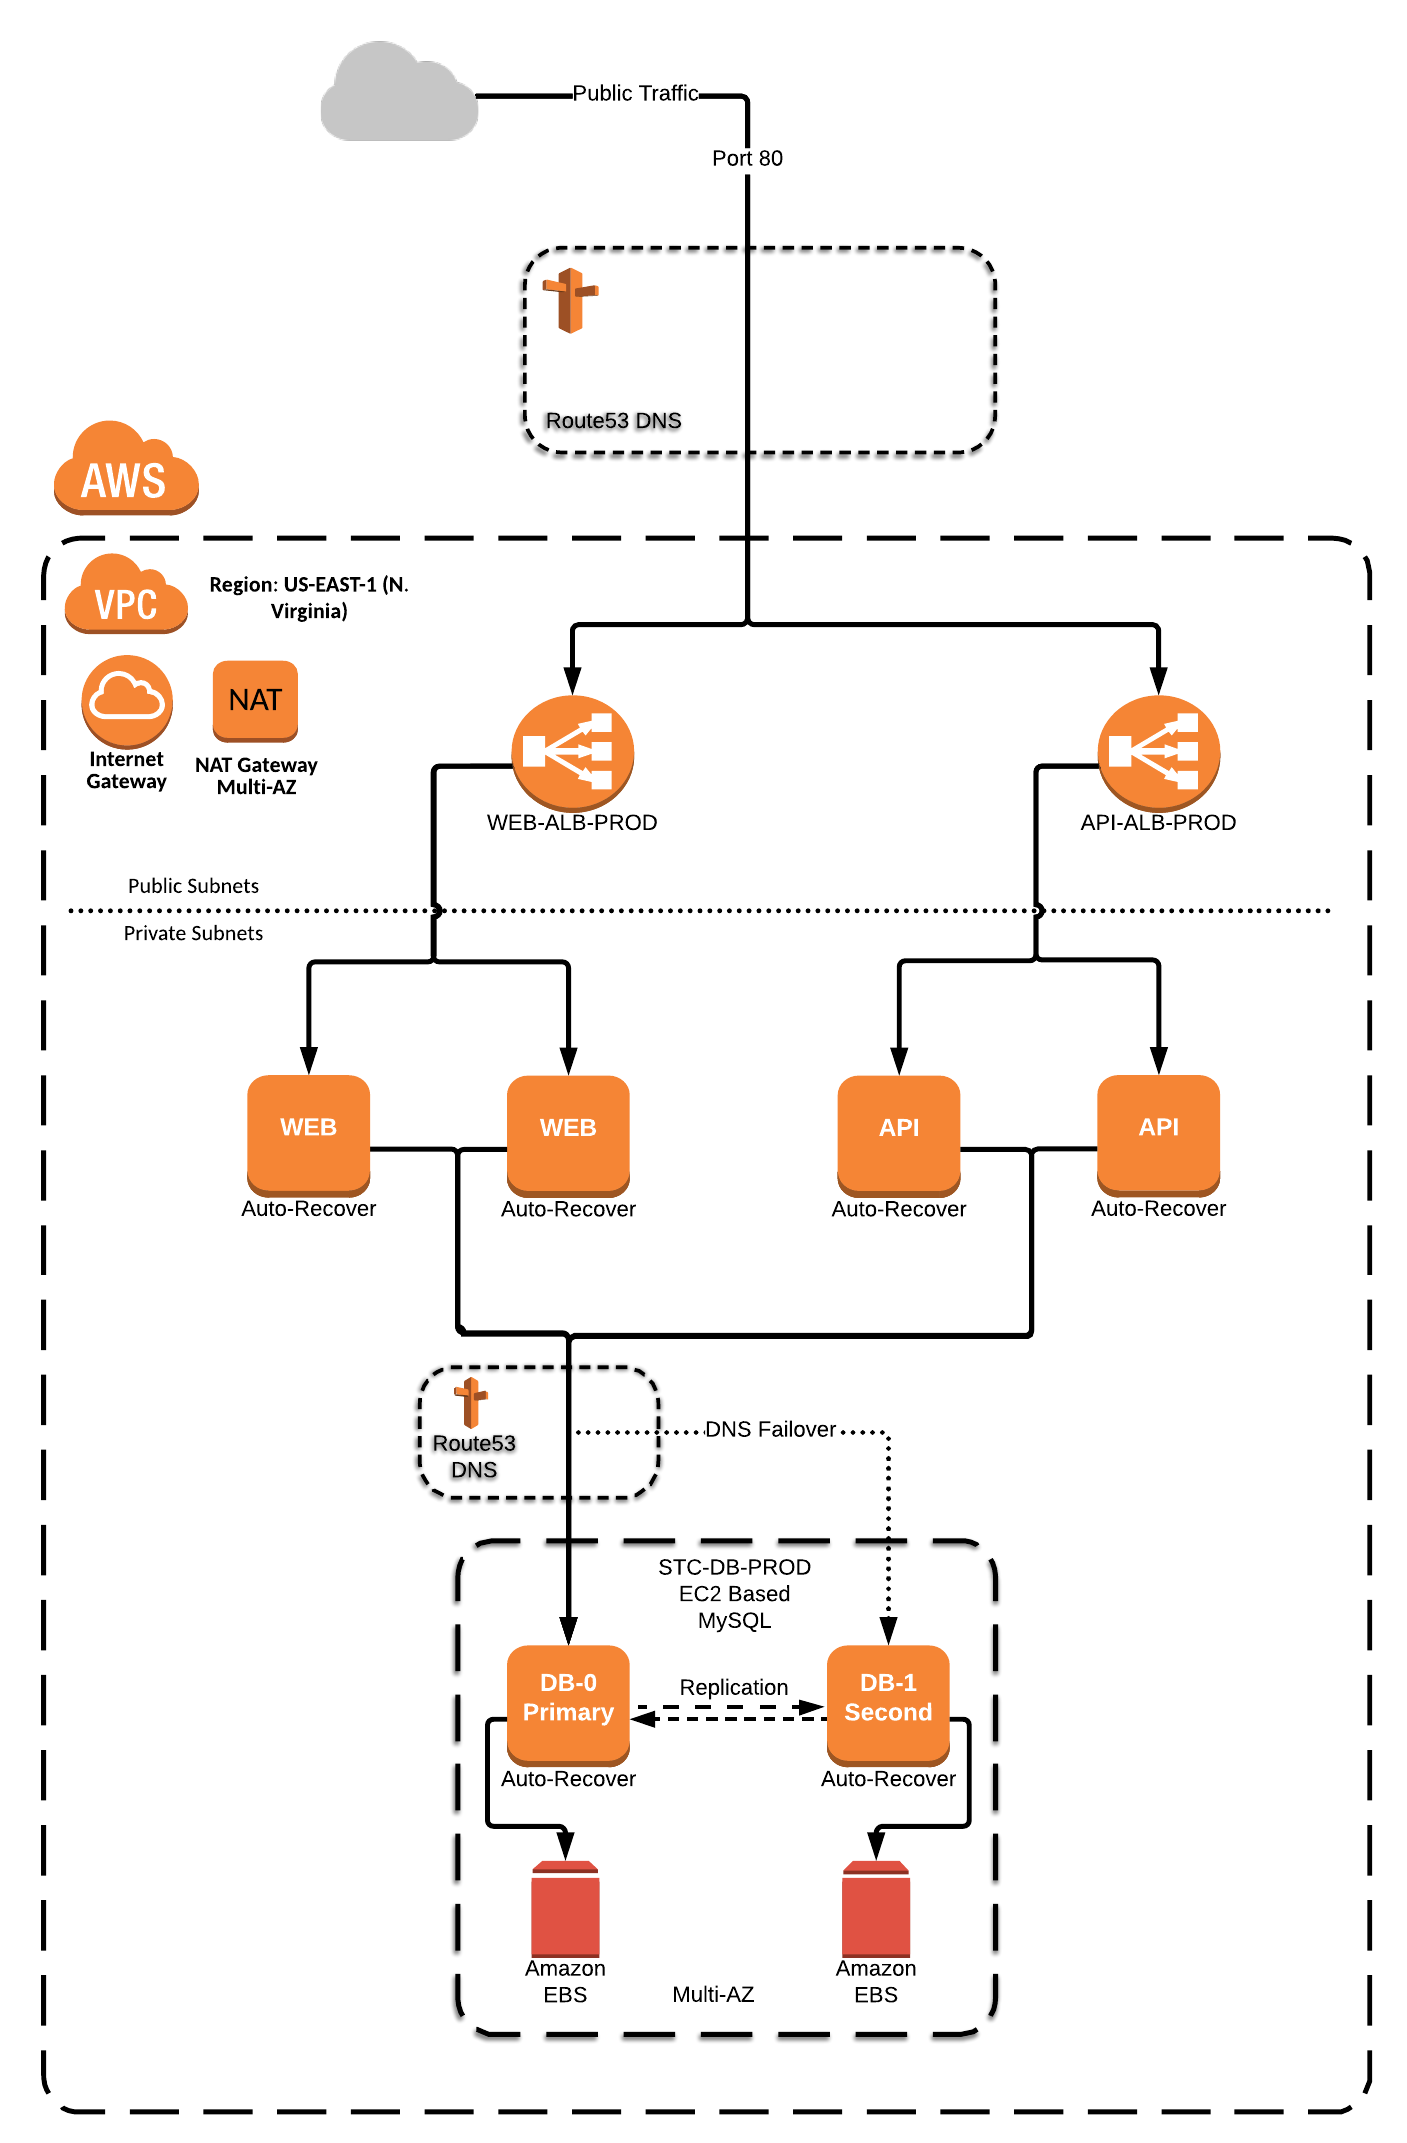 Public Traffic
Port 80
Route53 DNS
AWS
VPC
Region: US-EAST-1 (N.
Virginia)
NAT
Internet
Gateway
NAT Gateway
Multi-AZ
WEB-ALB-PROD
API-ALB-PROD
Public Subnets
Private Subnets
WEB
WEB
API
API
Auto-Recover
Auto-Recover
Auto-Recover
Auto-Recover
Route53
DNS
DNS Failover
STC-DB-PROD
EC2 Based
MySQL
DB-0
Primary
Replication
DB-1
Second
Auto-Recover
Auto-Recover
Amazon
EBS
Amazon
EBS
Multi-AZ